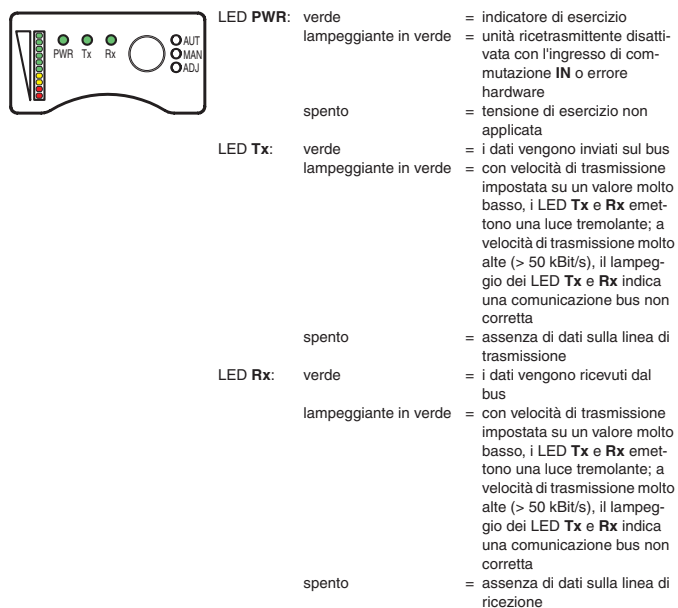 PWR Tx Rx
AUT
MAN
ADJ
LED PWR: verde = indicatore di esercizio
lampeggiante in verde = unità ricetrasmittente disatti-
vata con l'ingresso di com-
mutazione IN o errore
hardware
spento = tensione di esercizio non
applicata
LED Tx: verde = i dati vengono inviati sul bus
lampeggiante in verde = con velocità di trasmissione
impostata su un valore molto
basso, i LED Tx e Rx emet-
tono una luce tremolante; a
velocità di trasmissione molto
alte (> 50 kBit/s), il lampeg-
gio dei LED Tx e Rx indica
una comunicazione bus non
corretta
spento = assenza di dati sulla linea di
trasmissione
LED Rx: verde = i dati vengono ricevuti dal
bus
lampeggiante in verde = con velocità di trasmissione
impostata su un valore molto
basso, i LED Tx e Rx emet-
tono una luce tremolante; a
velocità di trasmissione molto
alte (> 50 kBit/s), il lampeg-
gio dei LED Tx e Rx indica
una comunicazione bus non
corretta
spento = assenza di dati sulla linea di
ricezione